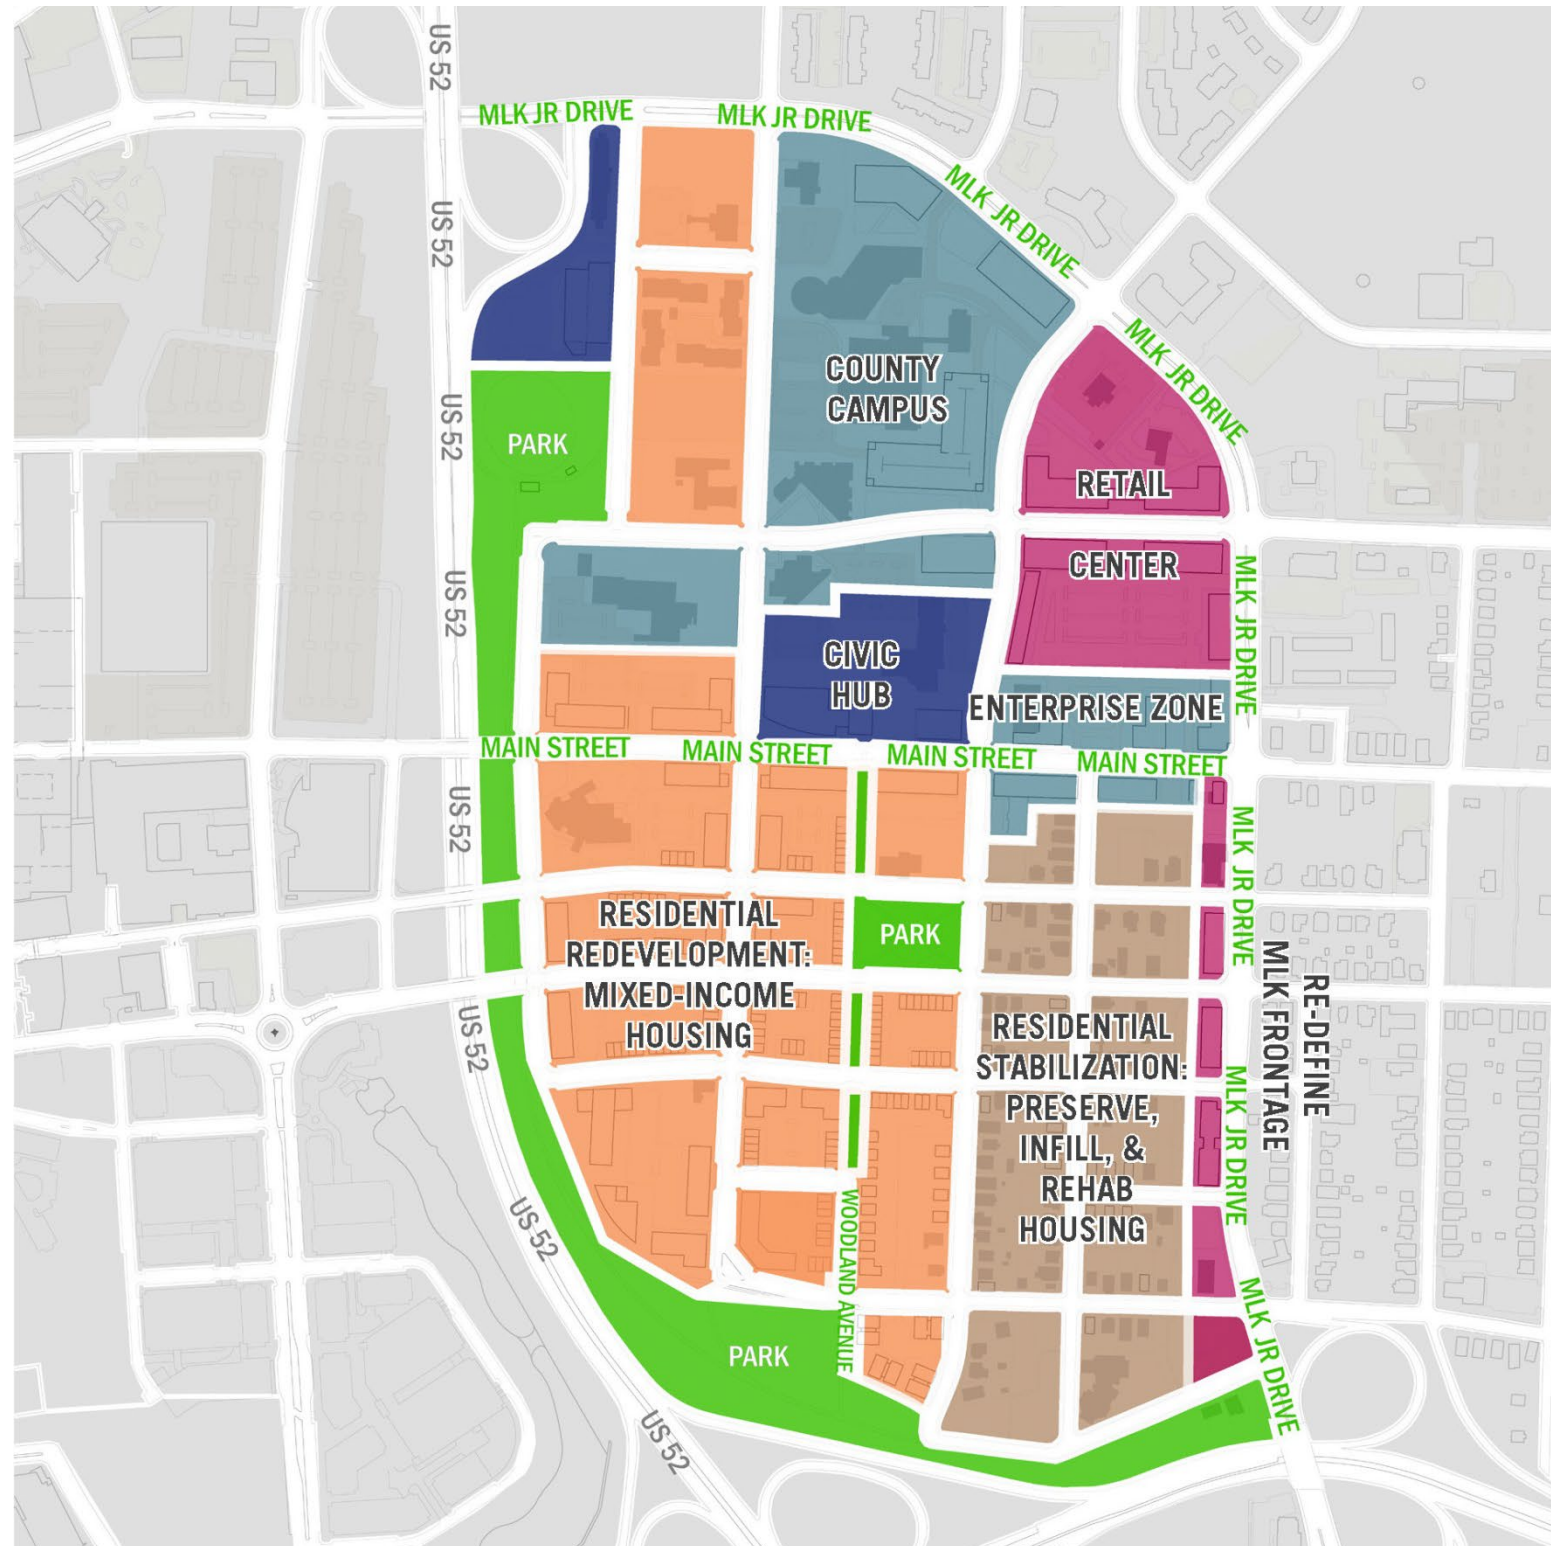 US 52
MLK JR DRIVE
MLK JR DRIVE
MLK JR DRIVE
US 52
MLK JR DRIVE
COUNTY
CAMPUS
US 52
PARK
RETAIL
CENTER
US 52
MLK JR DRIVE
CIVIC
HUB
ENTERPRISE ZONE
MAIN STREET
MAIN STREET
MAIN STREET
MAIN STREET
US 52
MLK JR DRIVE
RESIDENTIAL
REDEVELOPMENT:
MIXED-INCOME
HOUSING
PARK
RE-DEFINE
MLK FRONTAGE
US 52
RESIDENTIAL
STABILIZATION:
PRESERVE,
INFILL, &
REHAB
HOUSING
MLK JR DRIVE
US 52
WOODLAND AVENUE
MLK JR DRIVE
PARK
US 52